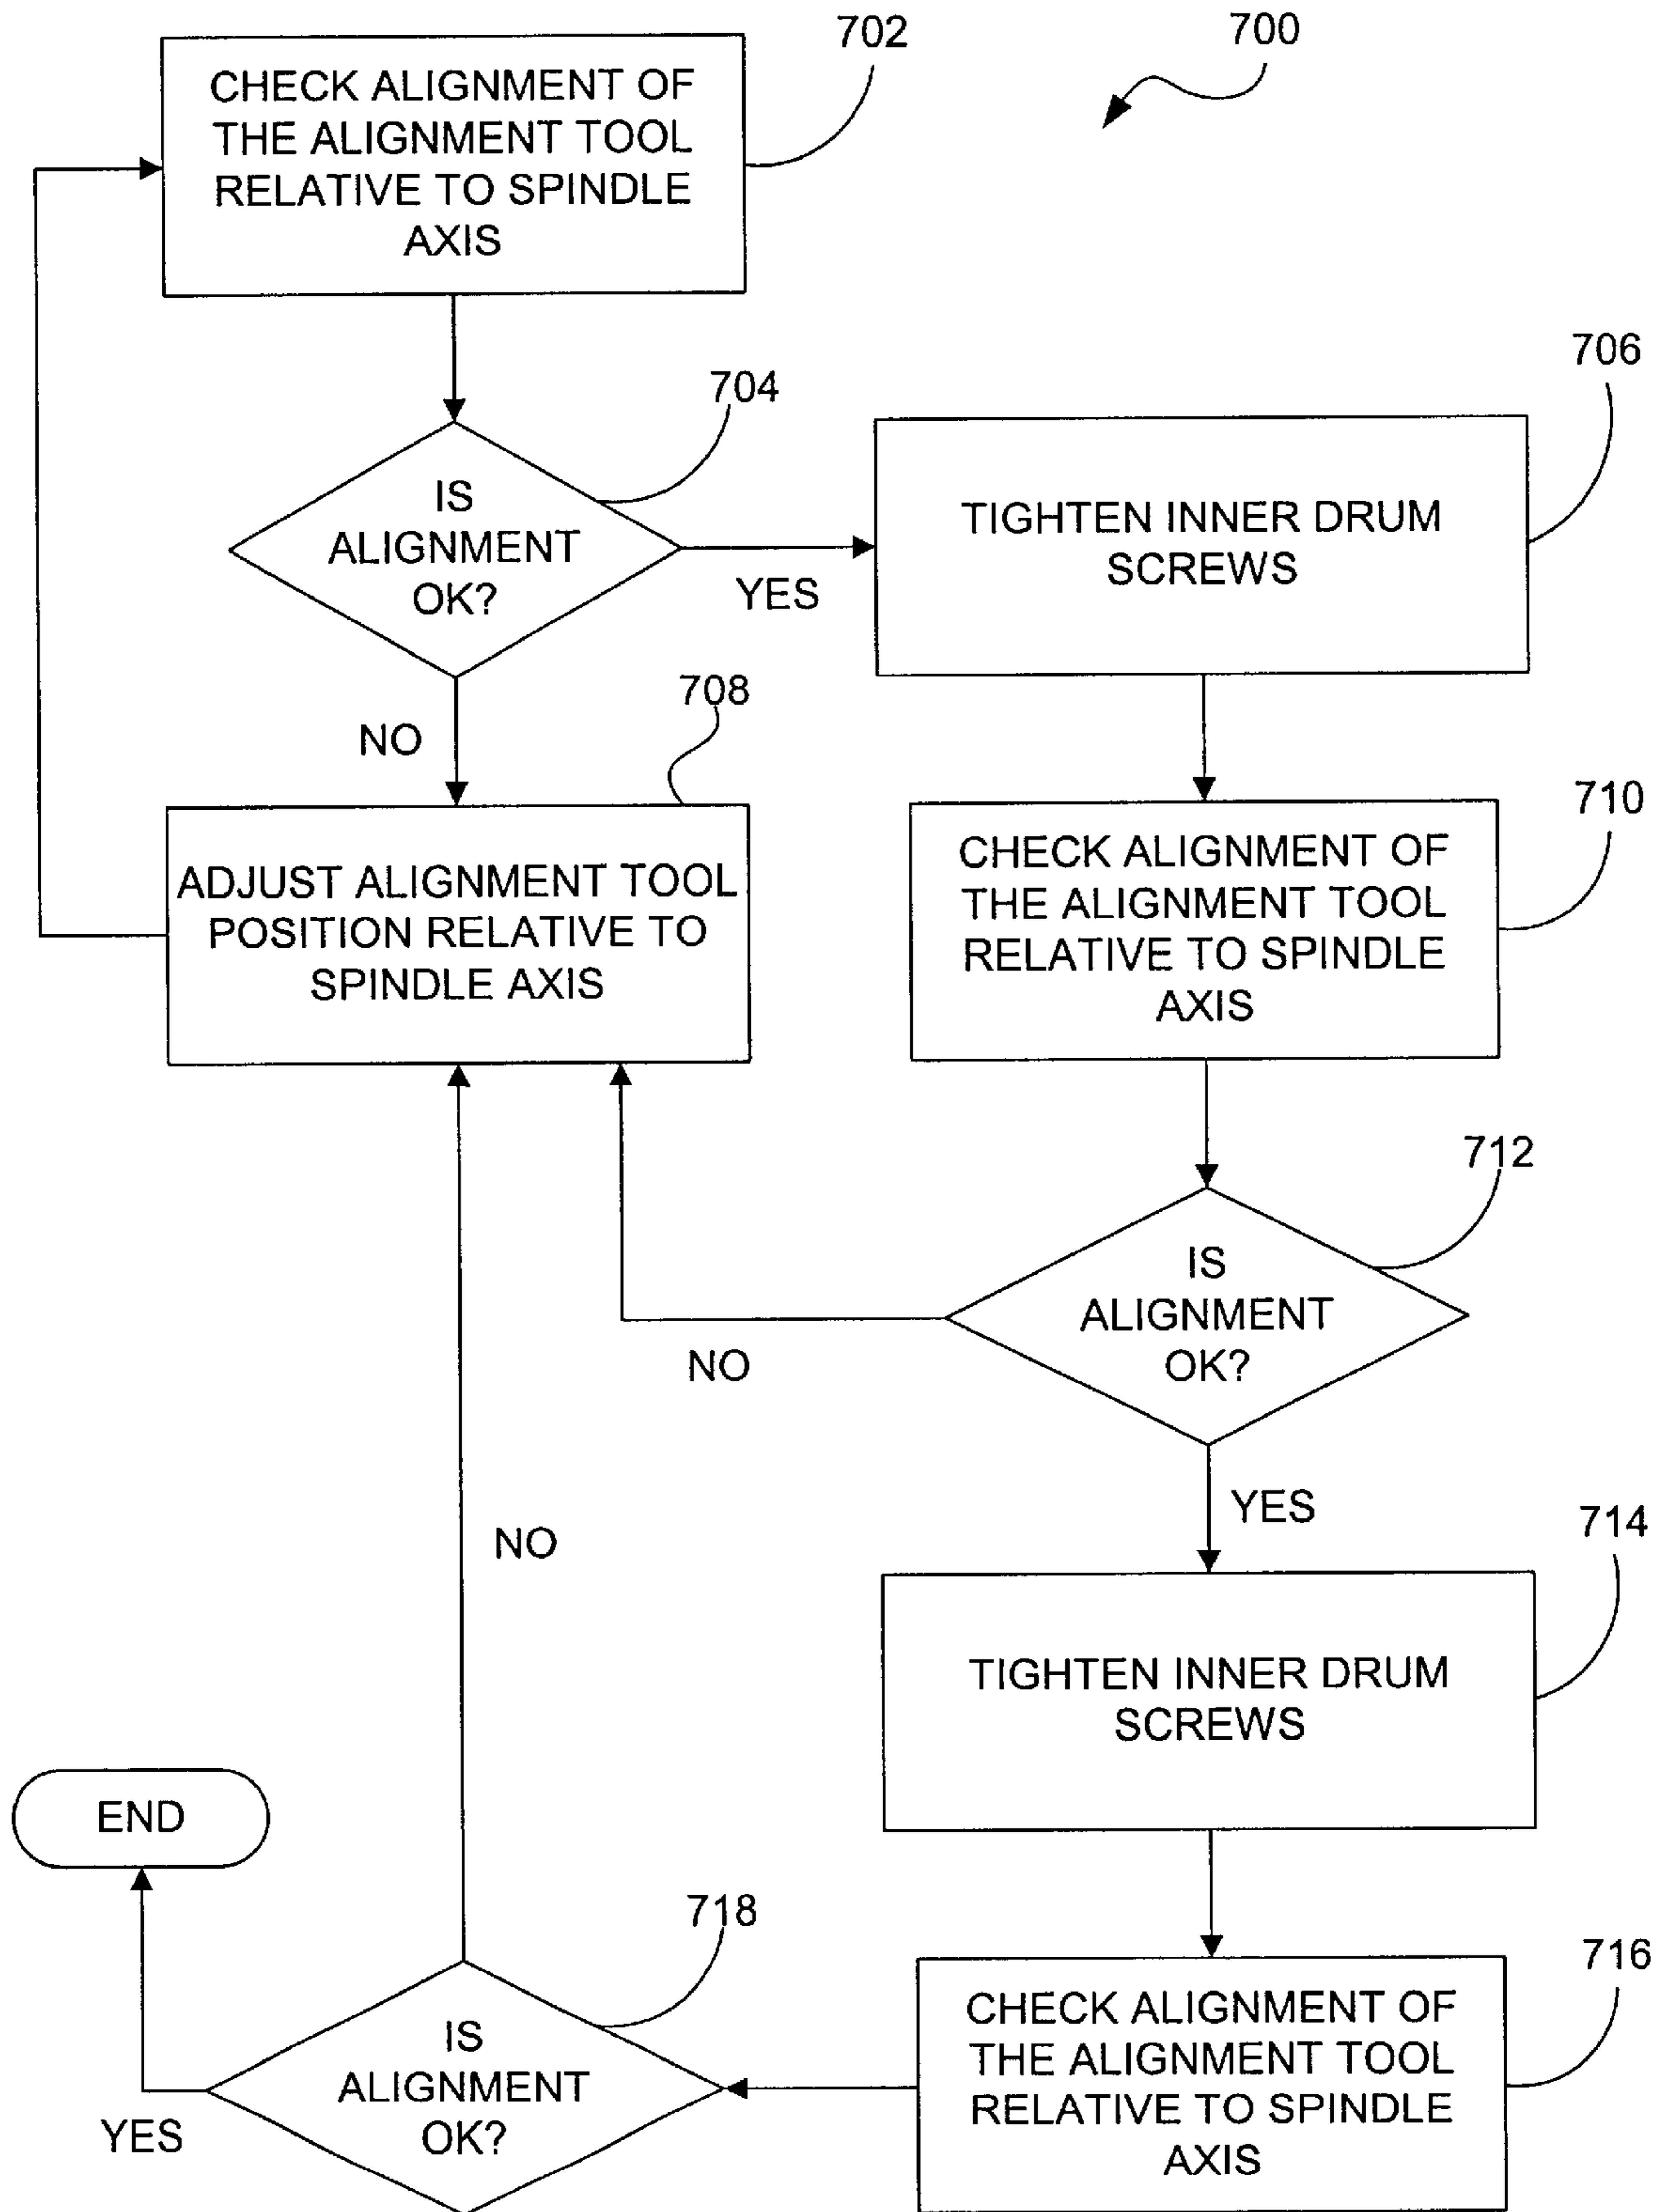 702
700
CHECK ALIGNMENT OF
THE ALIGNMENT TOOL
RELATIVE TO SPINDLE
AXIS
706
704
IS
ALIGNMENT
OK?
YES
TIGHTEN INNER DRUM
SCREWS
NO
708
710
ADJUST ALIGNMENT TOOL
POSITION RELATIVE TO
SPINDLE AXIS
CHECK ALIGNMENT OF
THE ALIGNMENT TOOL
RELATIVE TO SPINDLE
AXIS
712
IS
ALIGNMENT
OK?
NO
YES
NO
714
TIGHTEN INNER DRUM
SCREWS
END
718
716
IS
ALIGNMENT
OK?
YES
CHECK ALIGNMENT OF
THE ALIGNMENT TOOL
RELATIVE TO SPINDLE
AXIS